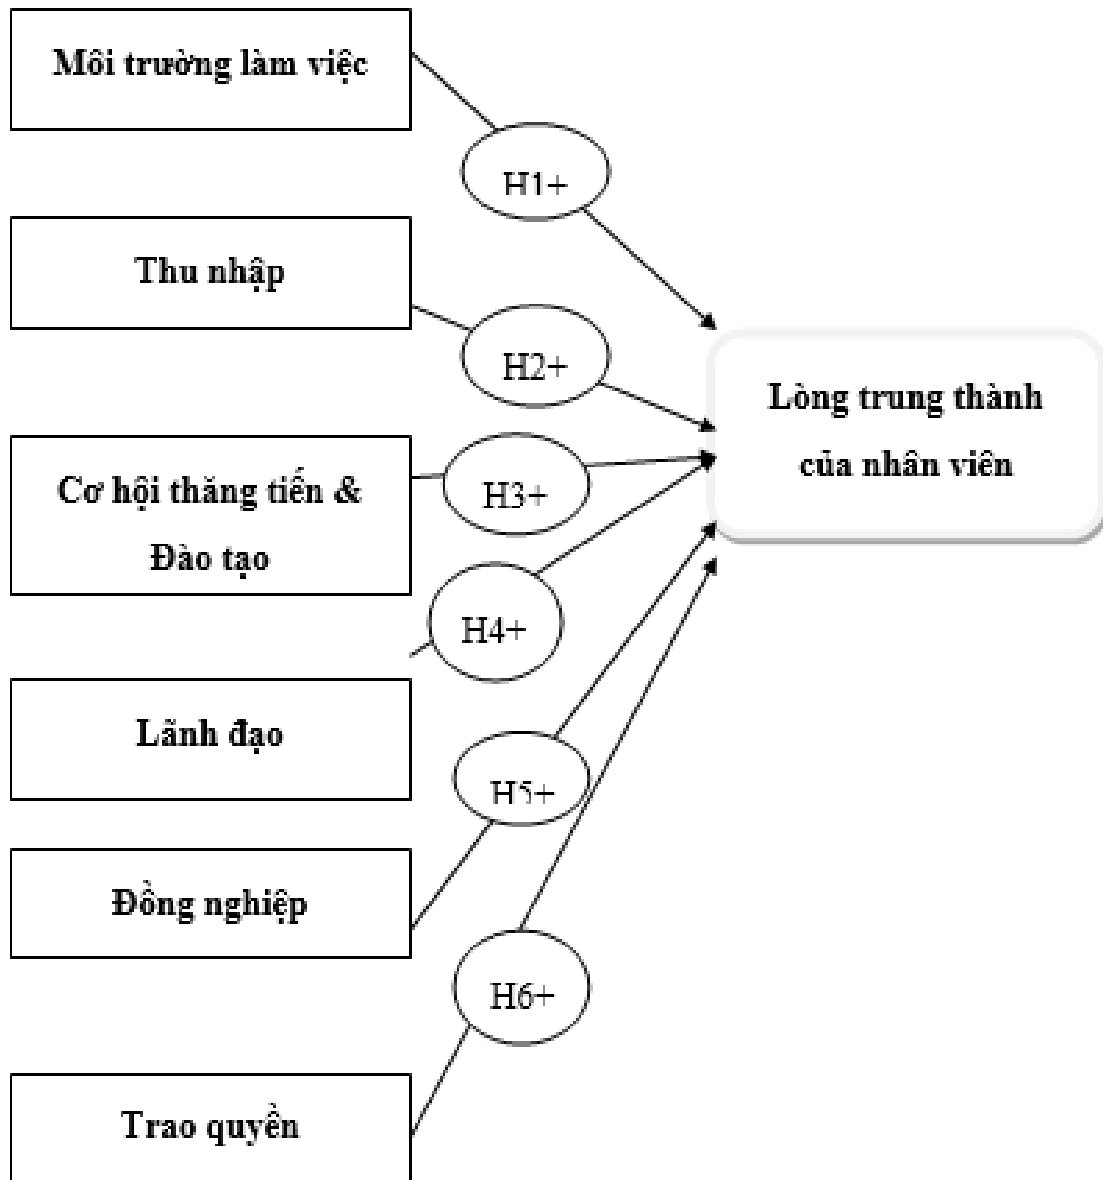 Môi trường làm việc
H1+
Thu nhập
H2+
Lòng trung thành
của nhân viên
Cơ hội thăng tiến &
Đào tạo
H3+
H4+
Lãnh đạo
H5+
Đồng nghiệp
H6+
Trao quyền